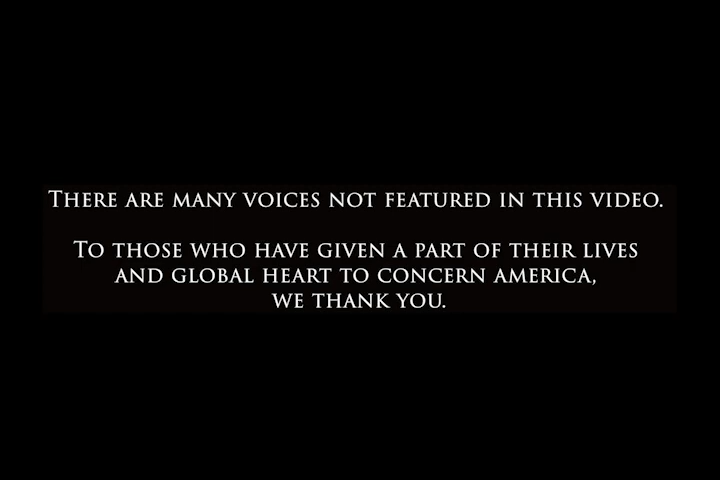 THERE ARE MANY VOICES NOT FEATURED IN THIS VIDEO.
TO THOSE WHO HAVE GIVEN A PART OF THEIR LIVES
AND GLOBAL HEART TO CONCERN AMERICA,
WE THANK YOU.